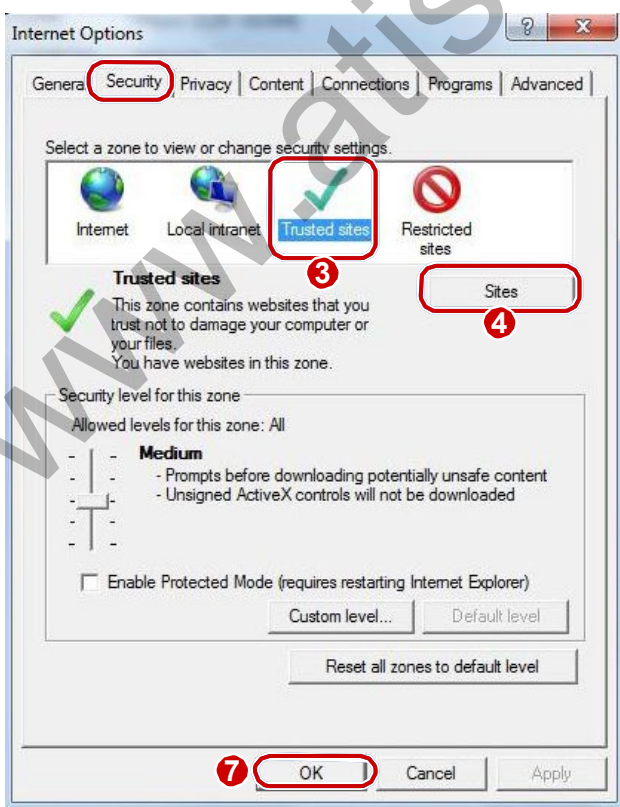 Internet Options
General Security Privacy Content Connections Programs Advanced
Select a zone to view or change security settings.
Internet
Local intranet
Trusted sites
Restricted
sites
3
Trusted sites
Sites
4
This zone contains websites that you
trust not to damage your computer or
your files.
You have websites in this zone.
Security level for this zone
Allowed levels for this zone: All
Medium
- Prompts before downloading potentially unsafe content
- Unsigned ActiveX controls will not be downloaded
Enable Protected Mode (requires restarting Internet Explorer)
Custom level... Default level
Reset all zones to default level
7 OK Cancel Apply
www.atis